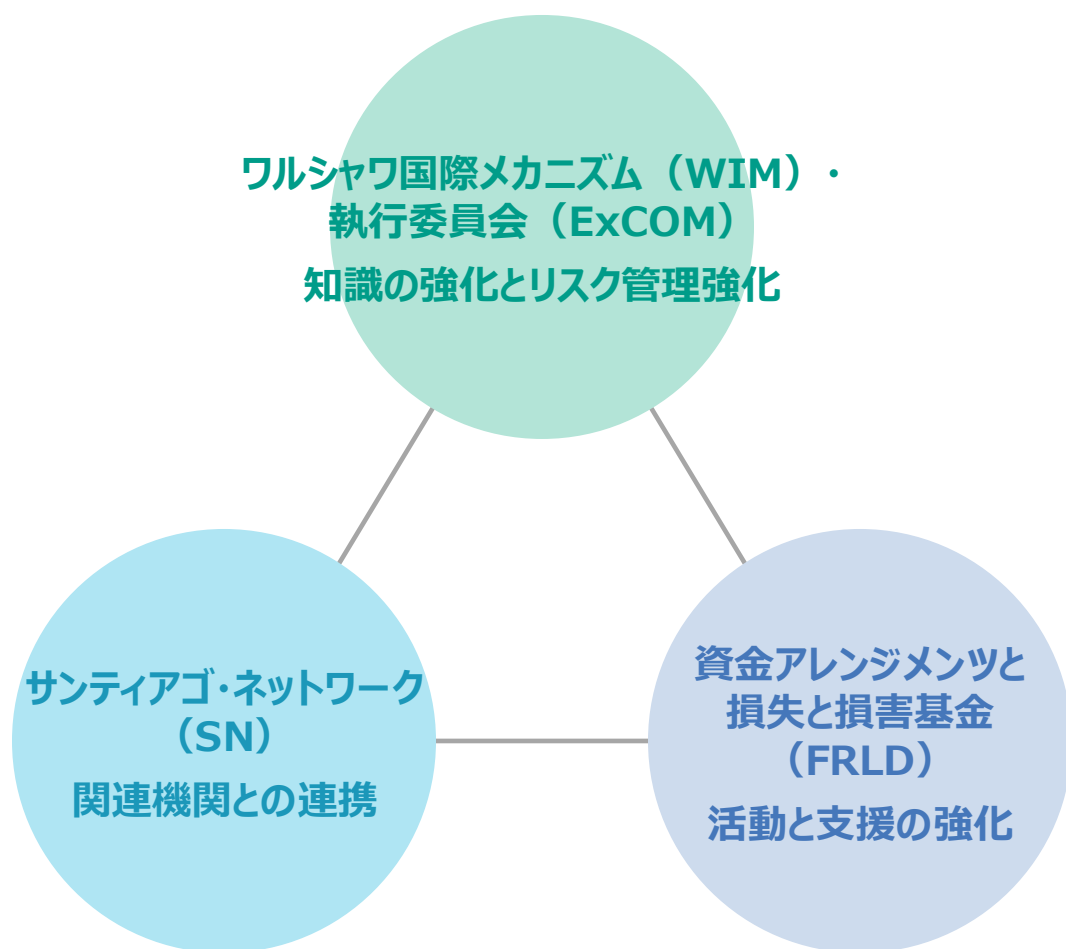 ワルシャワ国際メカニズム（WIM）・
執行委員会（ExCOM）
知識の強化とリスク管理強化
サンティアゴ・ネットワーク
（SN）
関連機関との連携
資金アレンジメンツと
損失と損害基金
（FRLD）
活動と支援の強化